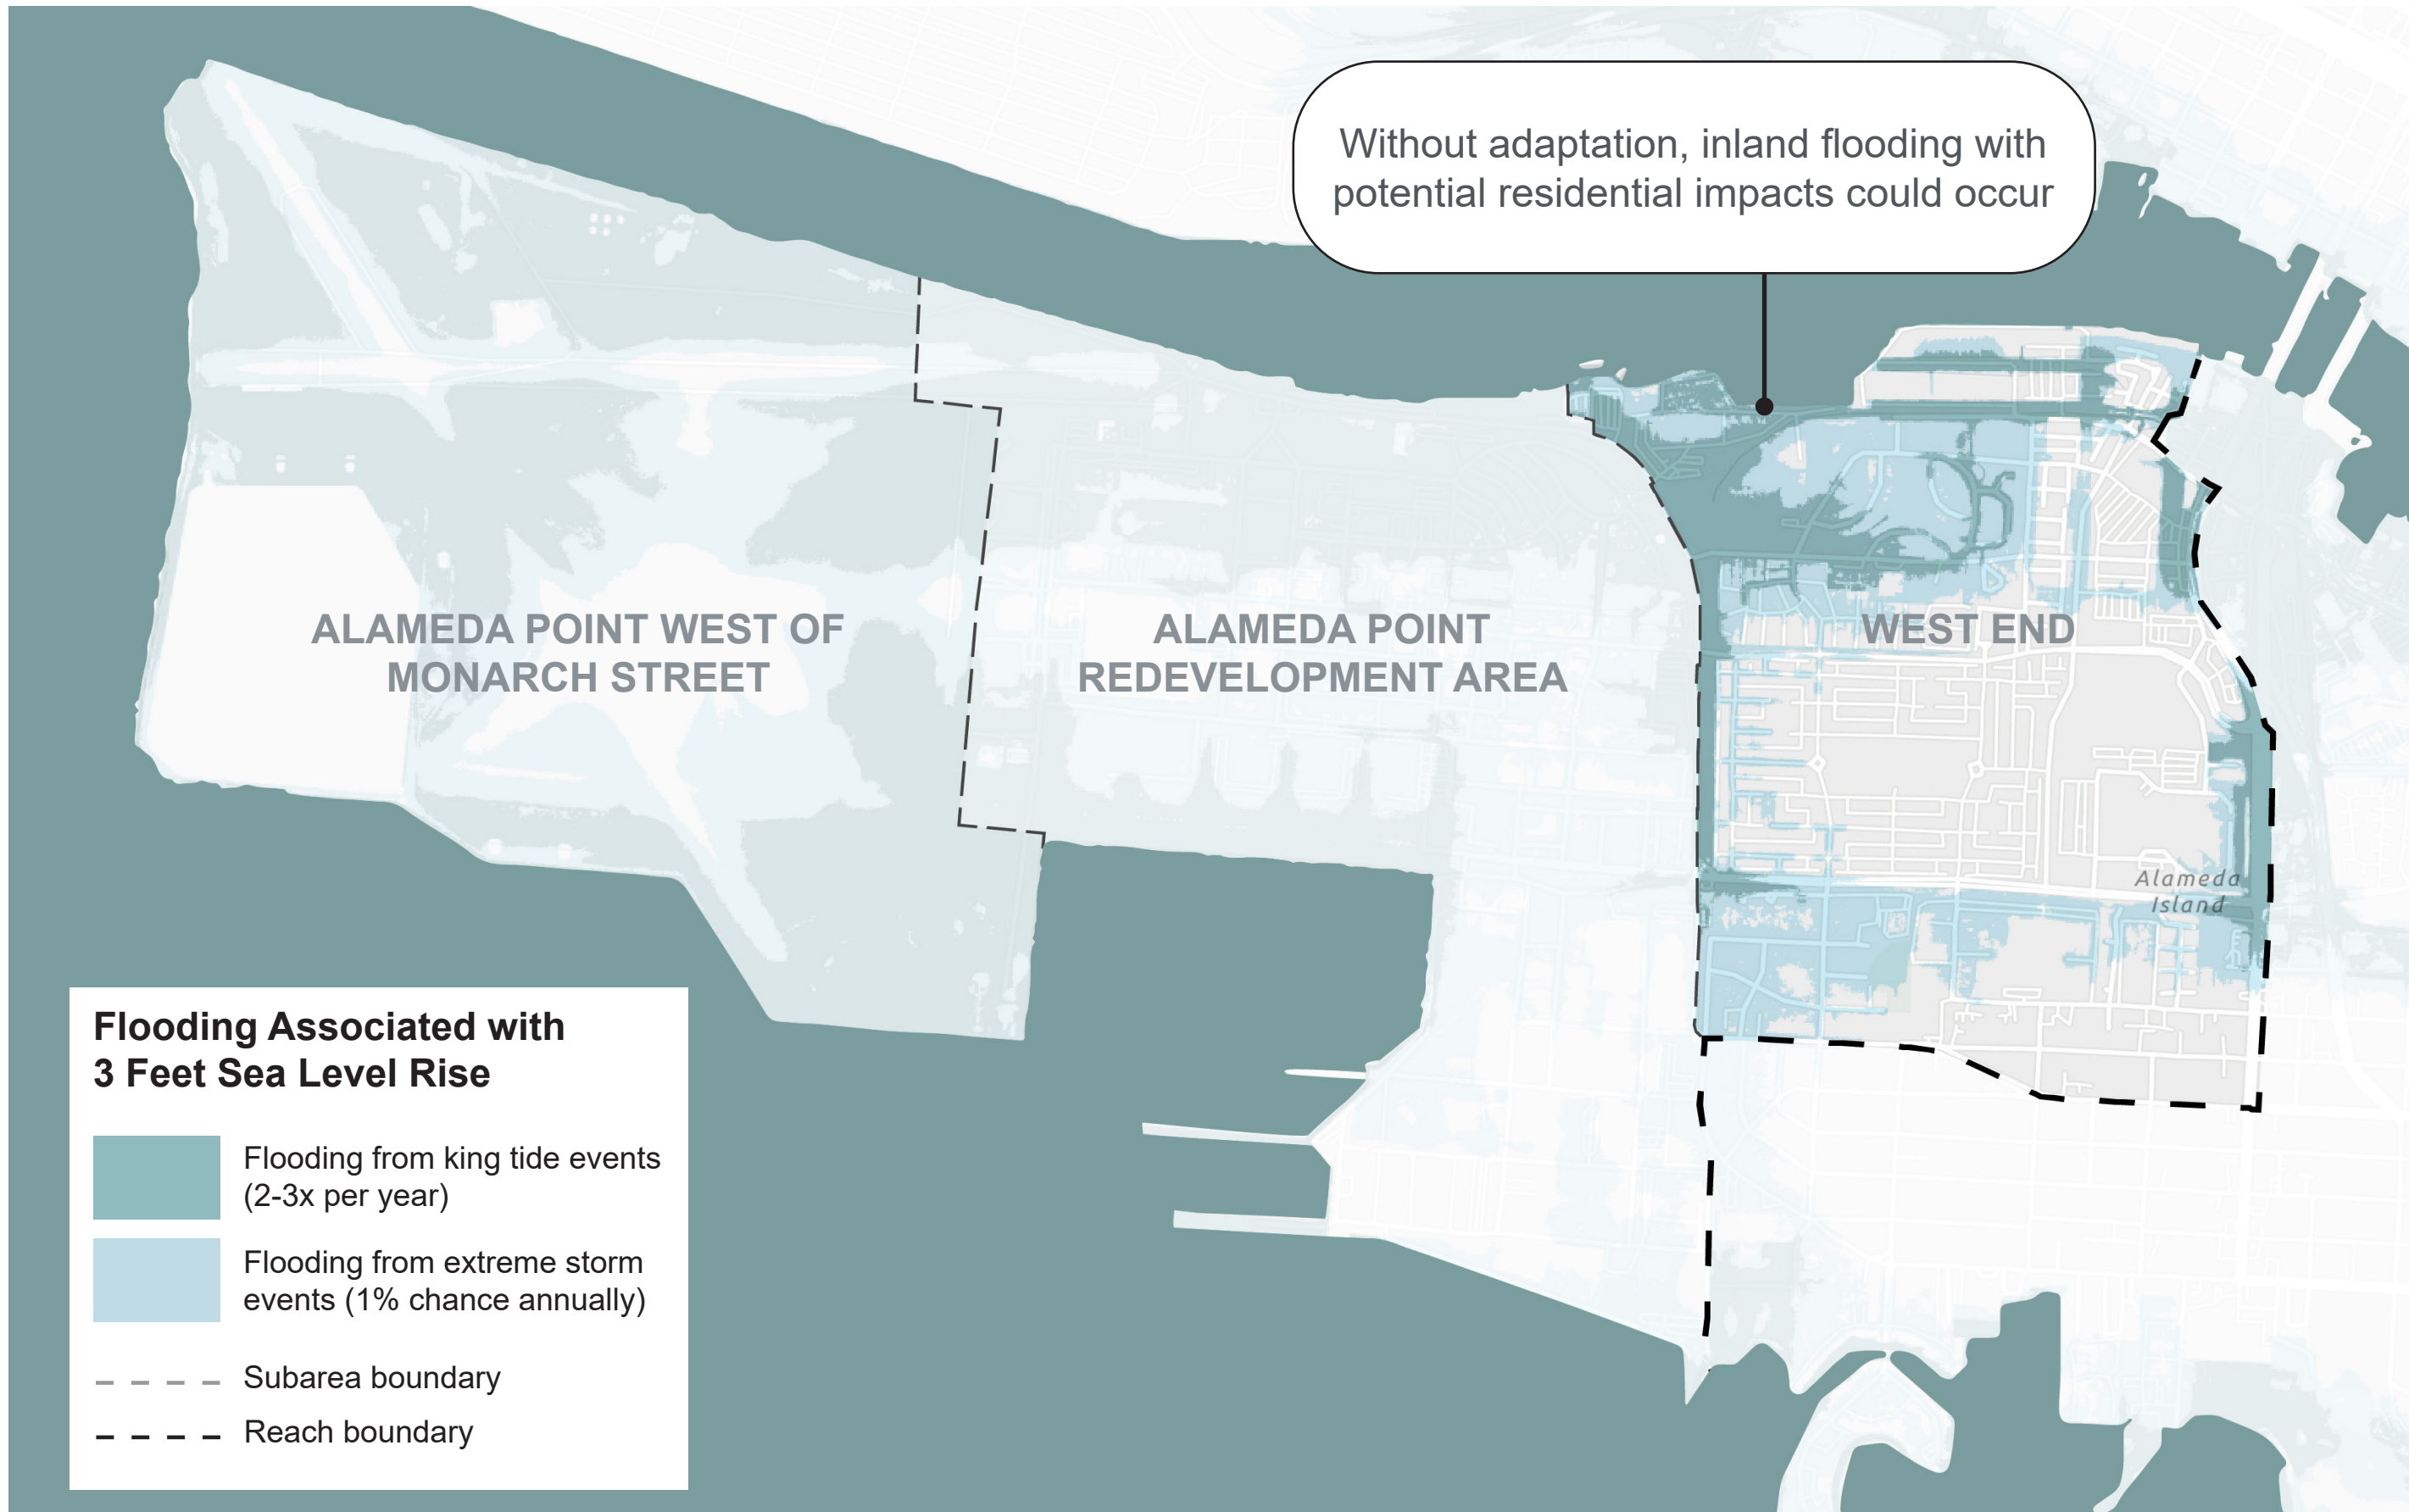 Without adaptation, inland flooding with
potential residential impacts could occur
ALAMEDA POINT WEST OF
MONARCH STREET
ALAMEDA POINT
REDEVELOPMENT AREA
WEST END
Alameda
Island
Flooding Associated with
3 Feet Sea Level Rise
Flooding from king tide events
(2-3x per year)
Flooding from extreme storm
events (1% chance annually)
Subarea boundary
Reach boundary